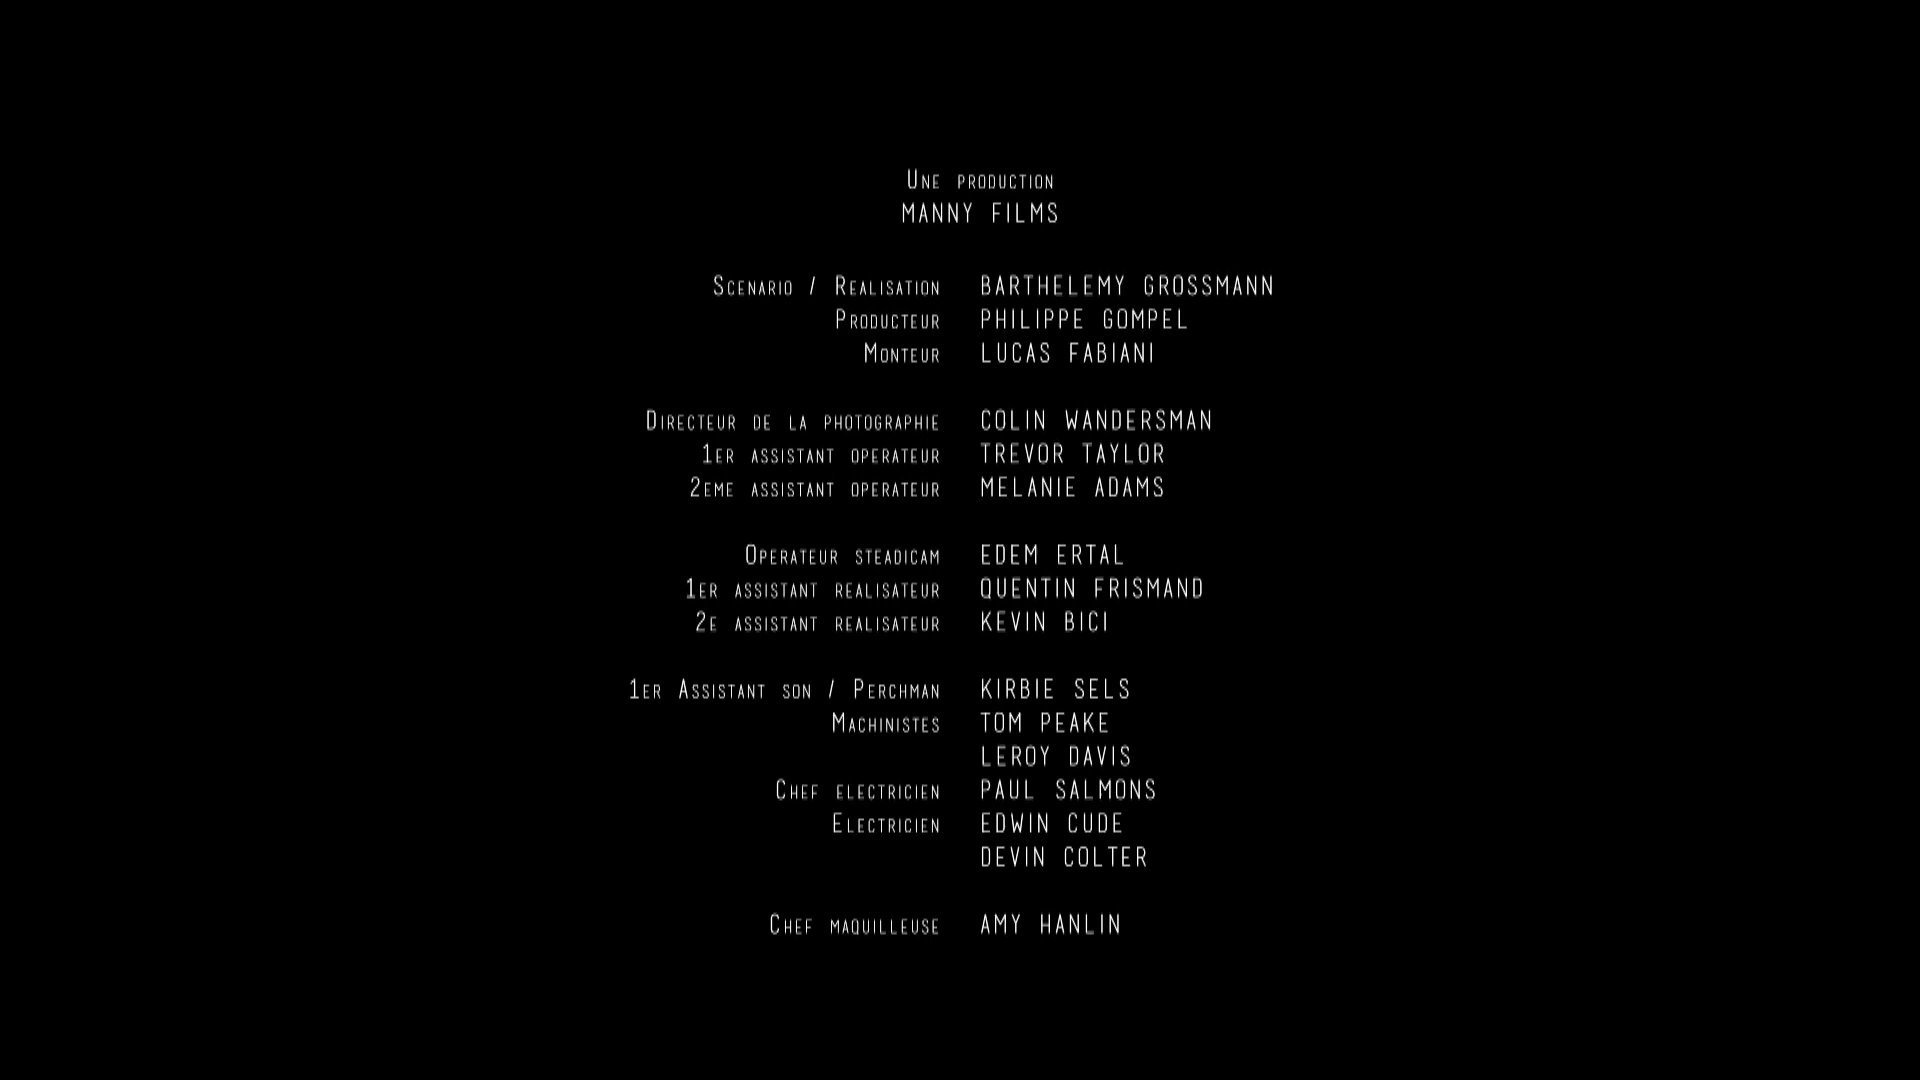 Une production
MANNY FILMS
Scenario / Realisation BARTHELEMY GROSSMANN
Producteur PHILIPPE GOMPEL
Monteur LUCAS FABIANI
Directeur de la photographie COLIN WANDERSMAN
1er assistant operateur TREVOR TAYLOR
2eme assistant operateur MELANIE ADAMS
Operateur steadicam EDEM ERTAL
1er assistant realisateur QUENTIN FRISMAND
2e assistant realisateur KEVIN BICI
1er Assistant son / Perchman KIRBIE SELS
Machinistes TOM PEAKE
LEROY DAVIS
Chef electricien PAUL SALMONS
Electricien EDWIN CUDE
DEVIN COLTER
Chef maquilleuse AMY HANLIN